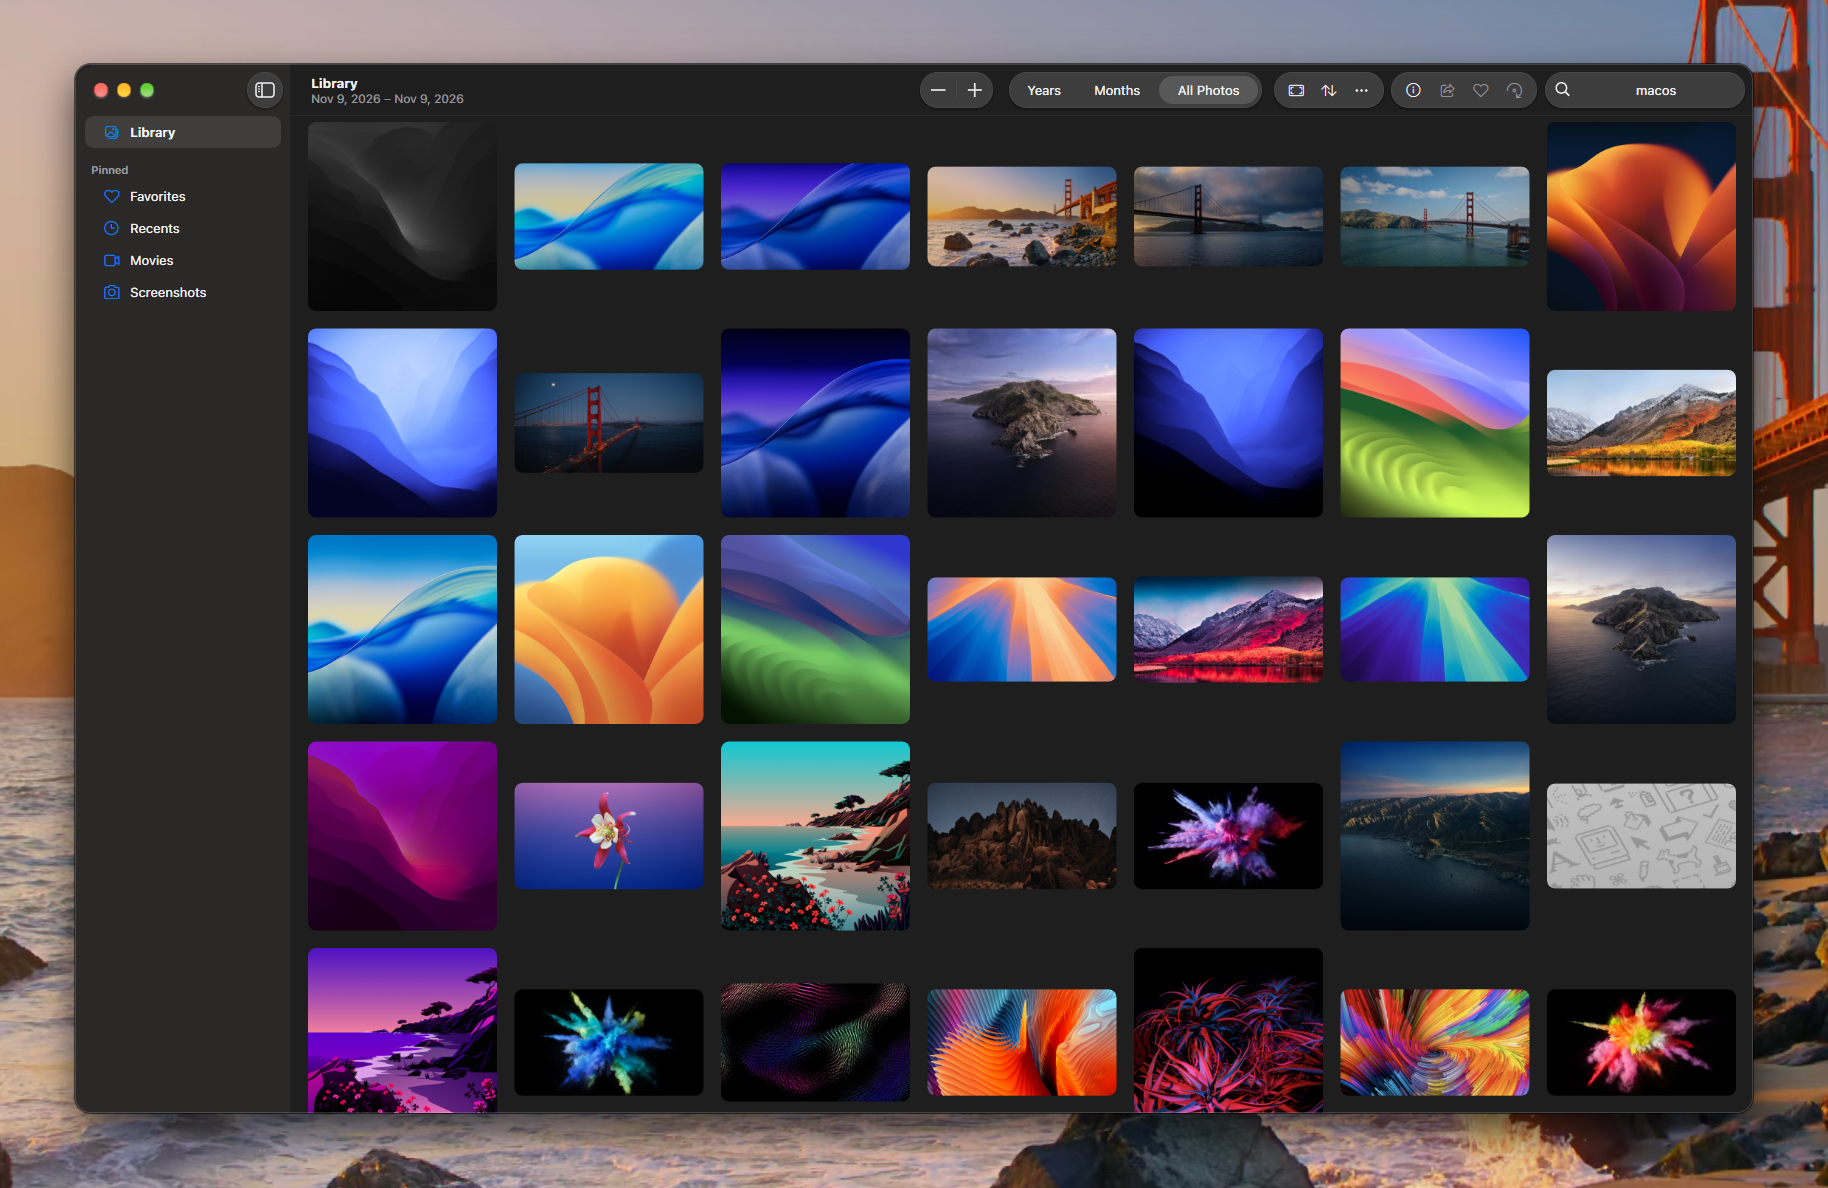 Library
Nov 9, 2026 – Nov 9, 2026
Years
Months
All Photos
macos
Library
Pinned
Favorites
Recents
Movies
Screenshots